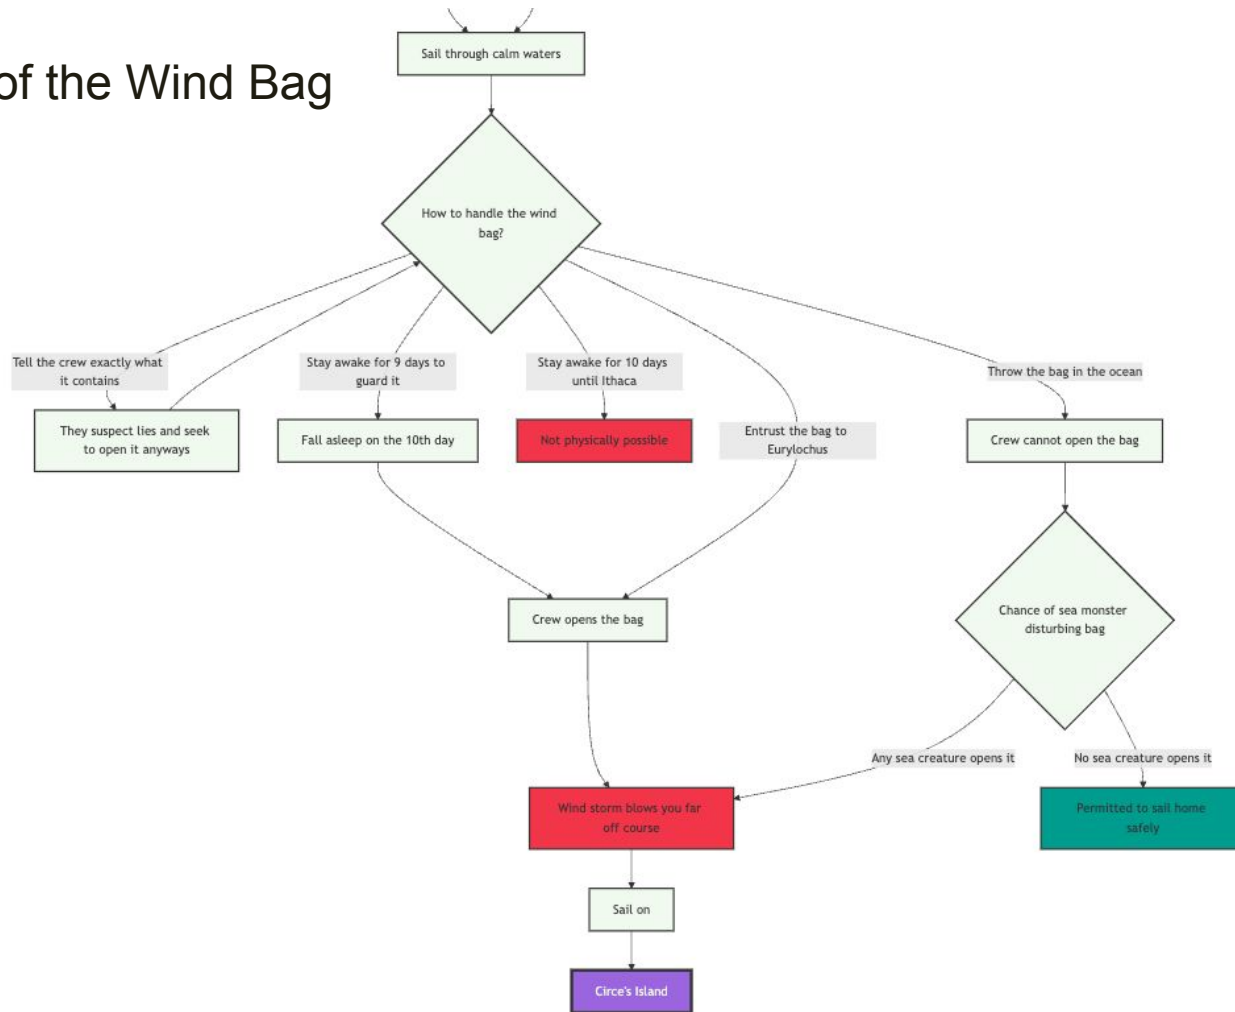 Sail through calm waters
of the Wind Bag
How to handle the wind
bag?
Tell the crew exactly what
it contains
Stay awake for 9 days to
guard it
Stay awake for 10 days
until Ithaca
Throw the bag in the ocean
They suspect lies and seek
to open it anyways
Fall asleep on the 10th day
Not physically possible
Entrust the bag to
Eurylochus
Crew cannot open the bag
Crew opens the bag
Chance of sea monster
disturbing bag
Any sea creature opens it
No sea creature opens it
Wind storm blows you far
off course
Permitted to sail home
safely
Sail on
Circe's Island